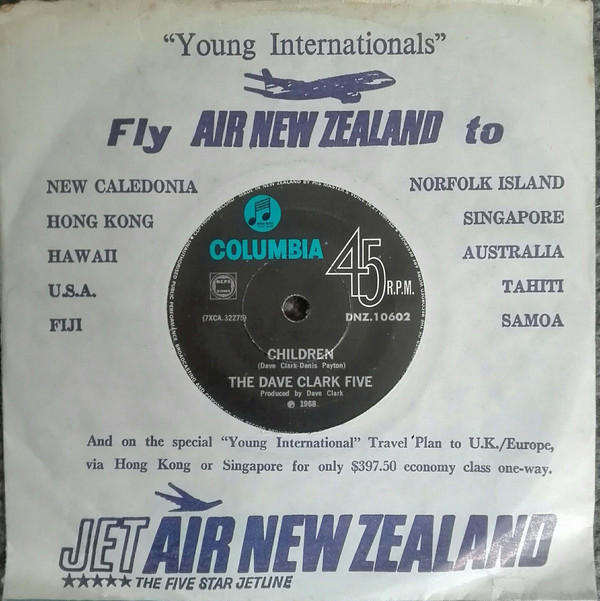 "Young Internationals"
Fly AIR NEW ZEALAND to
NEW CALEDONIA
HONG KONG
HAWAII
U.S.A.
FIJI
NORFOLK ISLAND
SINGAPORE
AUSTRALIA
TAHITI
SAMOA
COLUMBIA
45 R.P.M.
(7XCA.32275)
DNZ.10602
CHILDREN
(Dave Clark-Denis Payton)
THE DAVE CLARK FIVE
Produced by Dave Clark
℗ 1968
And on the special "Young International" Travel Plan to U.K./Europe,
via Hong Kong or Singapore for only $397.50 economy class one-way.
JET AIR NEW ZEALAND
★★★★★ THE FIVE STAR JETLINE